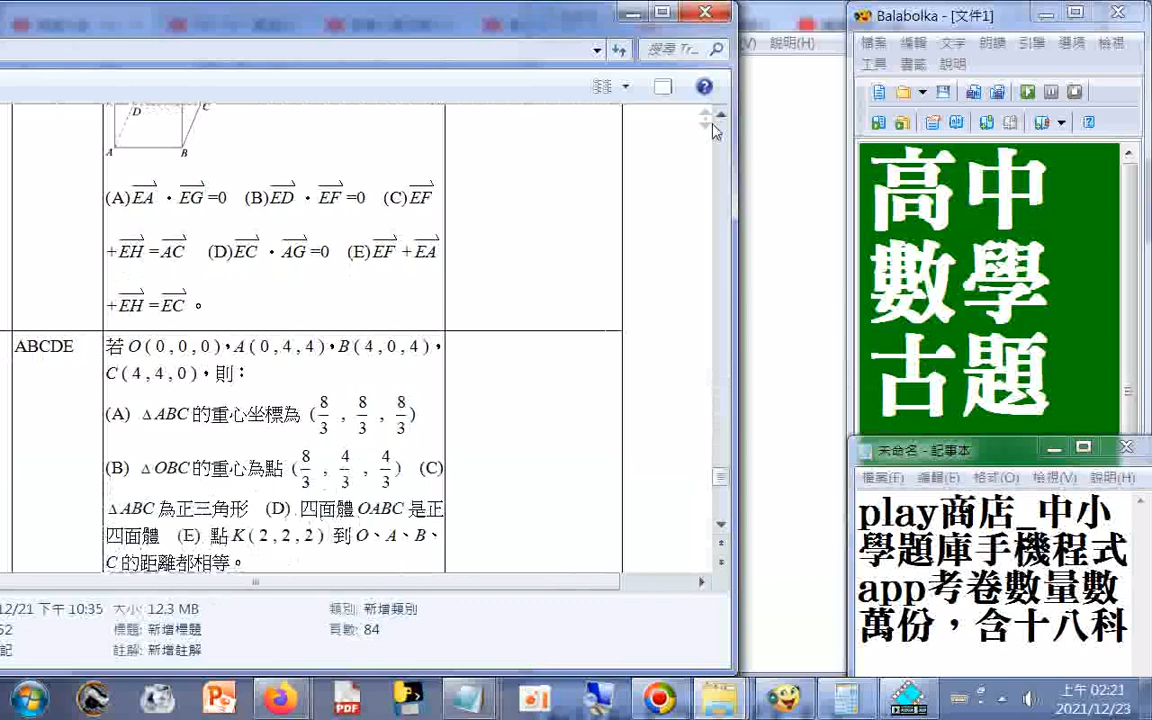 Balabolka - [文件1]
搜尋 Tr...
(V) 說明(H)
檔案 編輯 文字 朗讀 引擎 選項 檢視
工具 書籤 說明
D C
A B
(A)EA・EG=0 (B)ED・EF=0 (C)EF
+EH=AC (D)EC・AG=0 (E)EF+EA
+EH=EC。
ABCDE
若O(0,0,0),A(0,4,4),B(4,0,4),
C(4,4,0),則:
(A) △ABC的重心坐標為 (8/3 , 8/3 , 8/3)
(B) △OBC的重心為點 (8/3 , 4/3 , 4/3) (C)
△ABC為正三角形 (D) 四面體OABC是正
四面體 (E) 點K(2,2,2)到O、A、B、
C的距離都相等。
高中
數學
古題
未命名 - 記事本
檔案(F) 編輯(E) 格式(O) 檢視(V) 說明(H)
play商店_中小
學題庫手機程式
app考卷數量數
萬份,含十八科
12/21 下午 10:35 大小: 12.3 MB 類別: 新增類別
52 標題: 新增標題 頁數: 84
記 註解: 新增註解
PDF
上午 02:21
2021/12/23